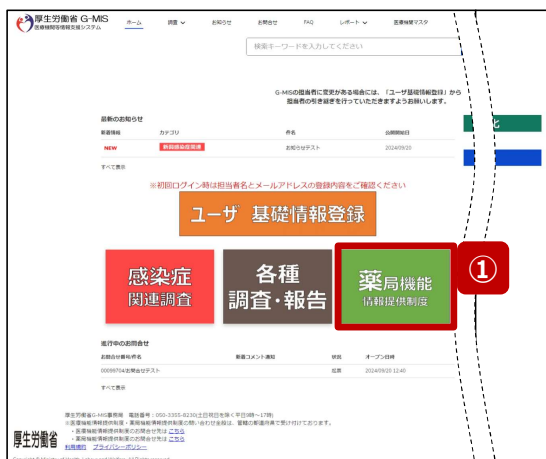 厚生労働省 G-MIS
医療機関等情報支援システム
ホーム 調査 お知らせ お問合せ FAQ レポート 医療機関マスタ
検索キーワードを入力してください
G-MISの担当者に変更がある場合には、「ユーザ基礎情報登録」から
担当者の引き継ぎを行っていただきますようお願いします。
最新のお知らせ
新着情報 カテゴリ 件名 公開開始日
NEW 新興感染症関連 お知らせテスト 2024/09/20
すべて表示
化
※初回ログイン時は担当者名とメールアドレスの登録内容をご確認ください
ユーザ 基礎情報登録
感染症
関連調査
各種
調査・報告
薬局機能
情報提供制度
①
進行中のお問合せ
お問合せ番号/件名 新着コメント通知 状況 オープン日時
00099704/お問合せテスト 起票 2024/09/20 12:40
すべて表示
厚生労働省G-MIS事務局 電話番号:050-3355-8230(土日祝日を除く平日9時~17時)
※医療機能情報提供制度・薬局機能情報提供制度の問い合わせ全般は、管轄の都道府県で受け付けております。
・医療機能情報提供制度のお問合せ先は こちら
・薬局機能情報提供制度のお問合せ先は こちら
厚生労働省
利用規約 プライバシーポリシー